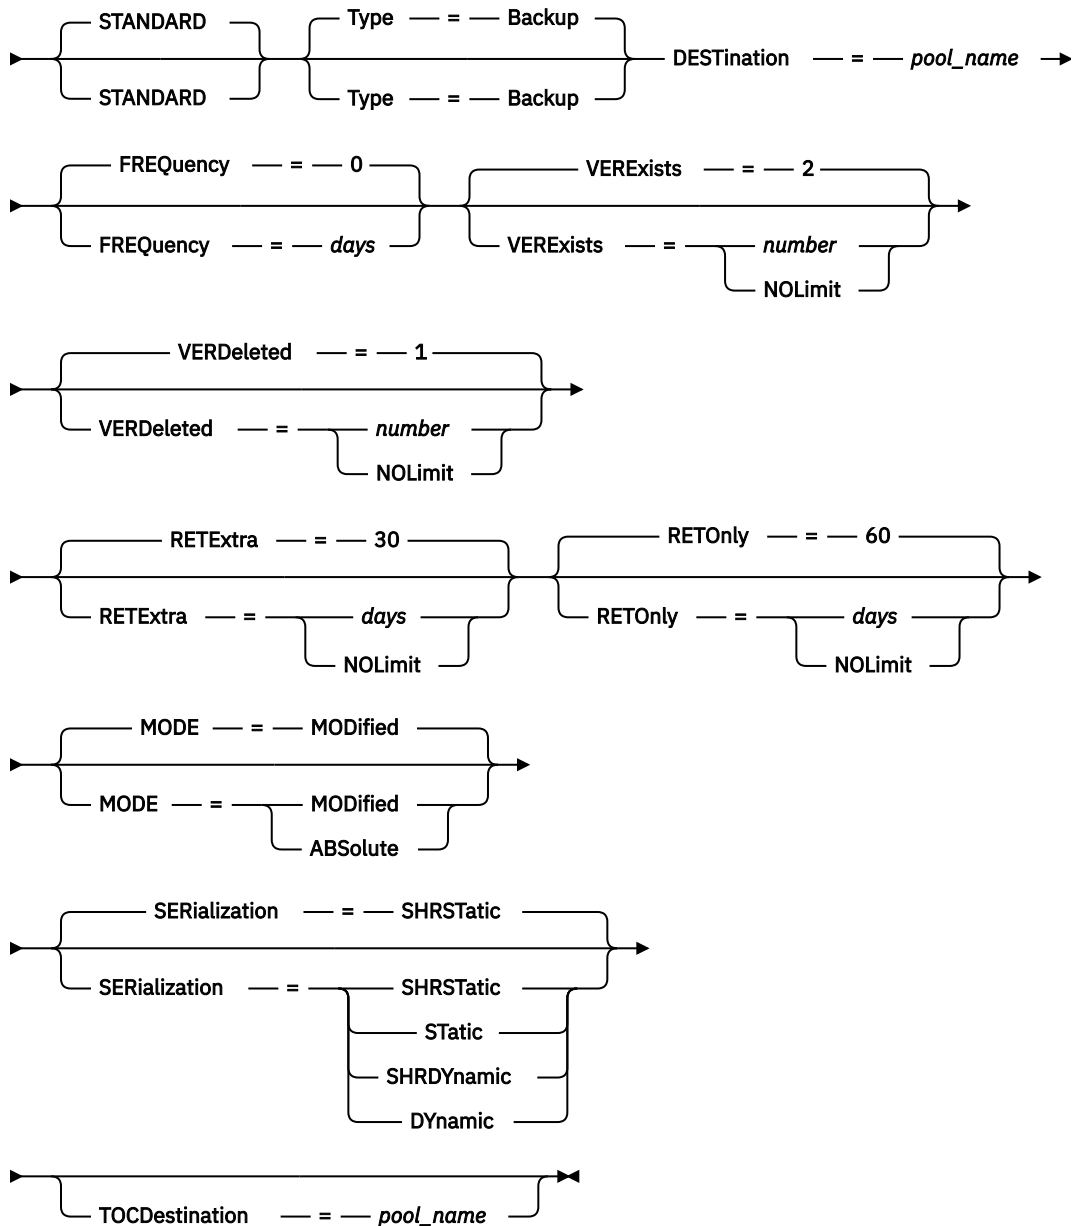 STANDARD
Type = Backup
DESTination = pool_name
STANDARD
Type = Backup
FREQuency = 0
VERExists = 2
FREQuency = days
VERExists = number
NOLimit
VERDeleted = 1
VERDeleted = number
NOLimit
RETExtra = 30
RETOnly = 60
RETExtra = days
RETOnly = days
NOLimit
NOLimit
MODE = MODified
MODE = MODified
ABSolute
SERialization = SHRSTatic
SERialization = SHRSTatic
STatic
SHRDYnamic
DYnamic
TOCDestination = pool_name